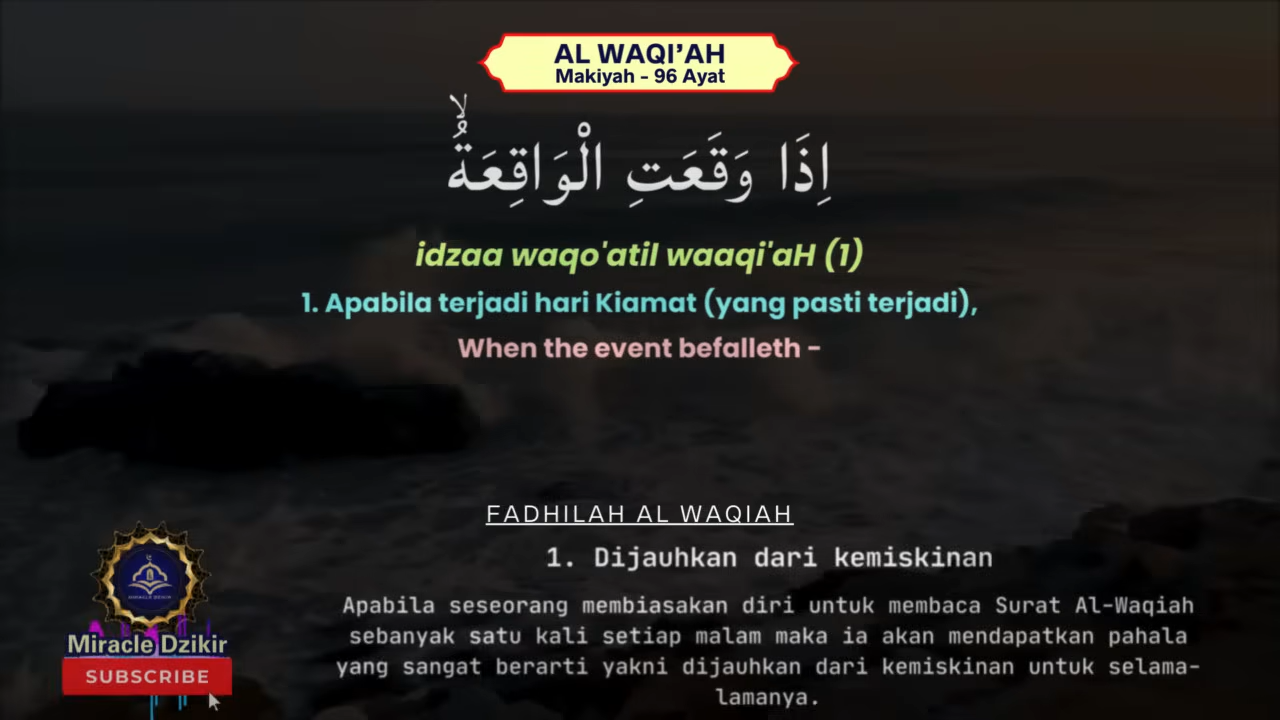 AL WAQI’AH
Makiyah - 96 Ayat
اِذَا وَقَعَتِ الْوَاقِعَةُۙ
idzaa waqo'atil waaqi'aH (1)
1. Apabila terjadi hari Kiamat (yang pasti terjadi),
When the event befalleth -
FADHILAH AL WAQIAH
1. Dijauhkan dari kemiskinan
Apabila seseorang membiasakan diri untuk membaca Surat Al-Waqiah
sebanyak satu kali setiap malam maka ia akan mendapatkan pahala
yang sangat berarti yakni dijauhkan dari kemiskinan untuk selama-
lamanya.
Miracle Dzikir
SUBSCRIBE